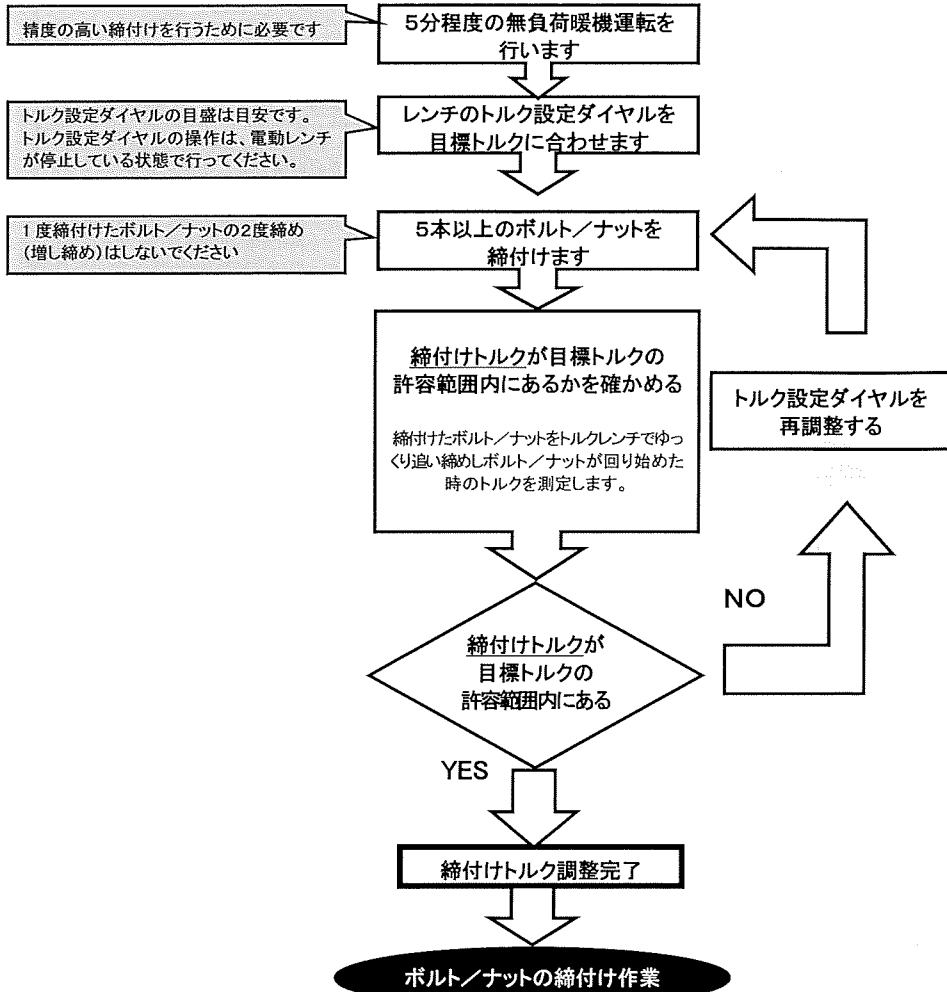 精度の高い締付けを行うために必要です
5分程度の無負荷暖機運転を
行います
トルク設定ダイヤルの目盛は目安です。
トルク設定ダイヤルの操作は、電動レンチ
が停止している状態で行ってください。
レンチのトルク設定ダイヤルを
目標トルクに合わせます
1度締付けたボルト／ナットの2度締め
(増し締め)はしないでください
5本以上のボルト／ナットを
締付けます
締付けトルクが目標トルクの
許容範囲内にあるかを確かめる
締付けたボルト／ナットをトルクレンチでゆっ
くり追い締めしボルト／ナットが回り始めた
時のトルクを測定します。
トルク設定ダイヤルを
再調整する
締付けトルクが
目標トルクの
許容範囲内にある
NO
YES
締付けトルク調整完了
ボルト／ナットの締付け作業